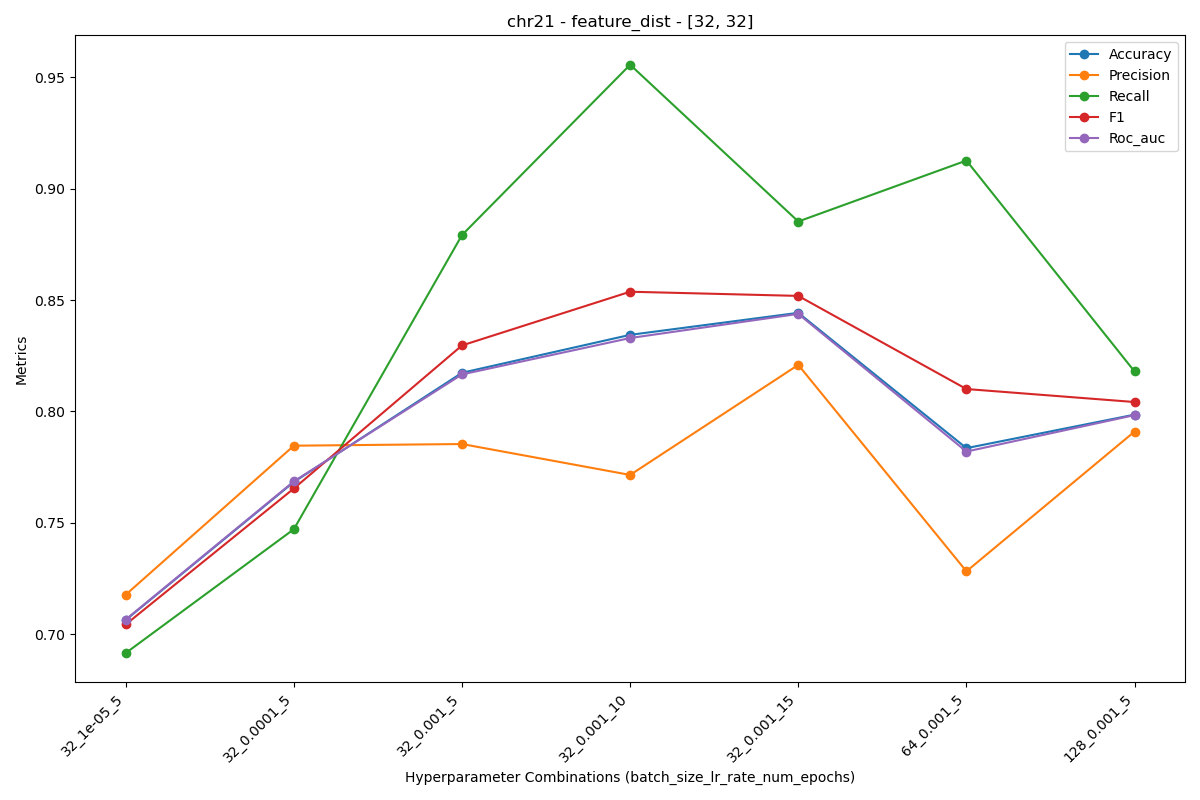 chr21 - feature_dist - [32, 32]
Accuracy
Precision
Recall
F1
Roc_auc
Metrics
0.95
0.90
0.85
0.80
0.75
0.70
32_1e-05_5
32_0.0001_5
32_0.001_5
32_0.001_10
32_0.001_15
64_0.001_5
128_0.001_5
Hyperparameter Combinations (batch_size_lr_rate_num_epochs)